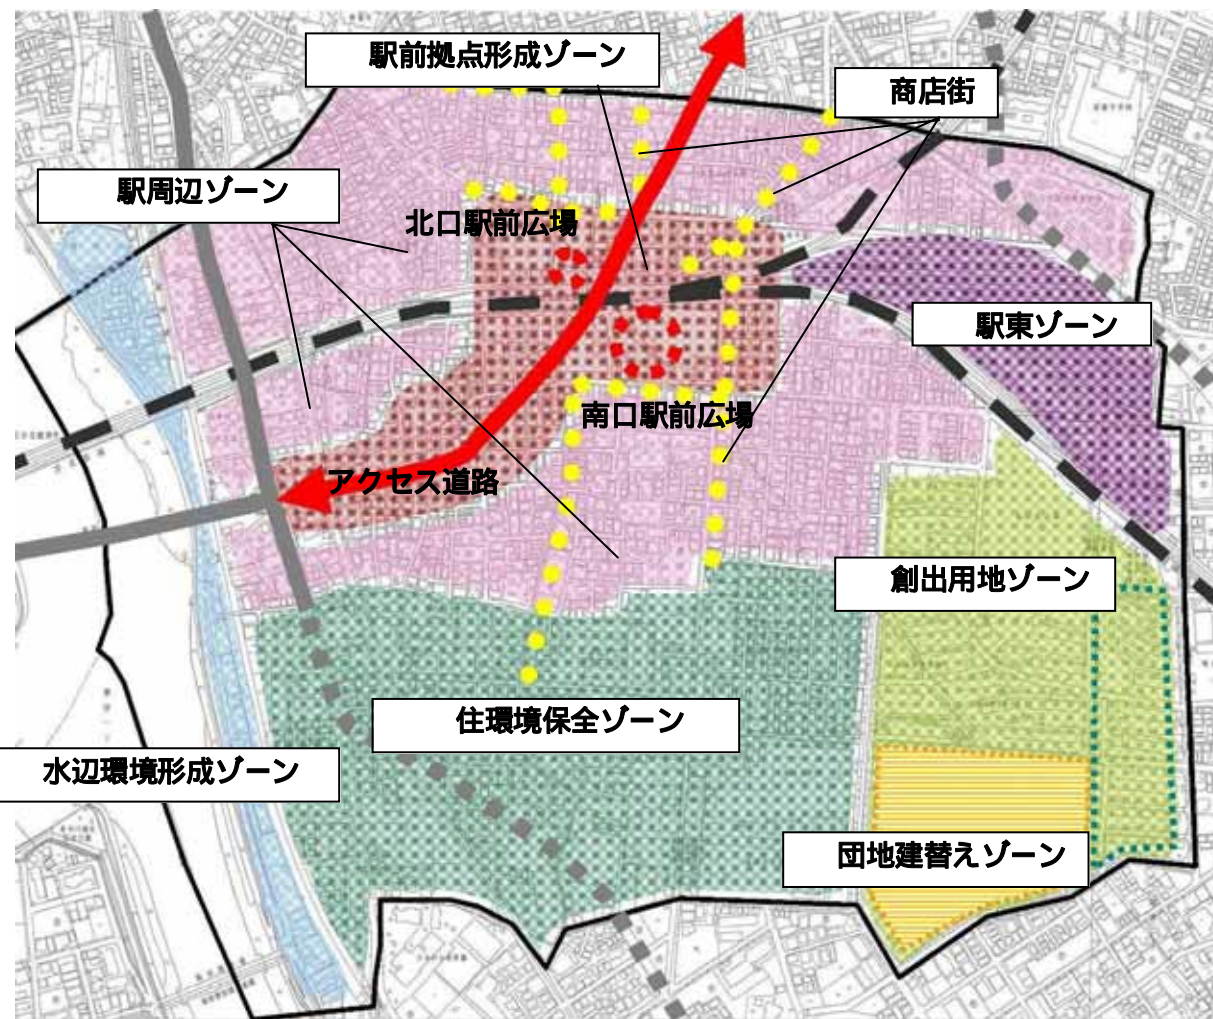 駅前拠点形成ゾーン
商店街
駅周辺ゾーン
北口駅前広場
駅東ゾーン
南口駅前広場
アクセス道路
創出用地ゾーン
住環境保全ゾーン
水辺環境形成ゾーン
団地建替えゾーン